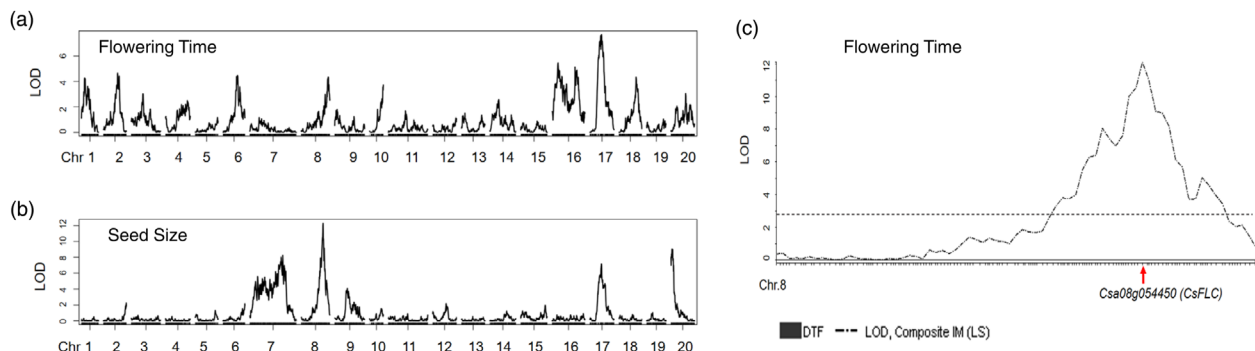 (a)
Flowering Time
LOD
0 2 4 6
Chr 1 2 3 4 5 6 7 8 9 10 11 12 13 14 15 16 17 18 19 20
(b)
Seed Size
LOD
0 2 4 6 8 10 12
Chr 1 2 3 4 5 6 7 8 9 10 11 12 13 14 15 16 17 18 19 20
(c)
Flowering Time
LOD
12
10
8
6
4
2
0
Chr.8
Csa08g054450 (CsFLC)
DTF LOD, Composite IM (LS)